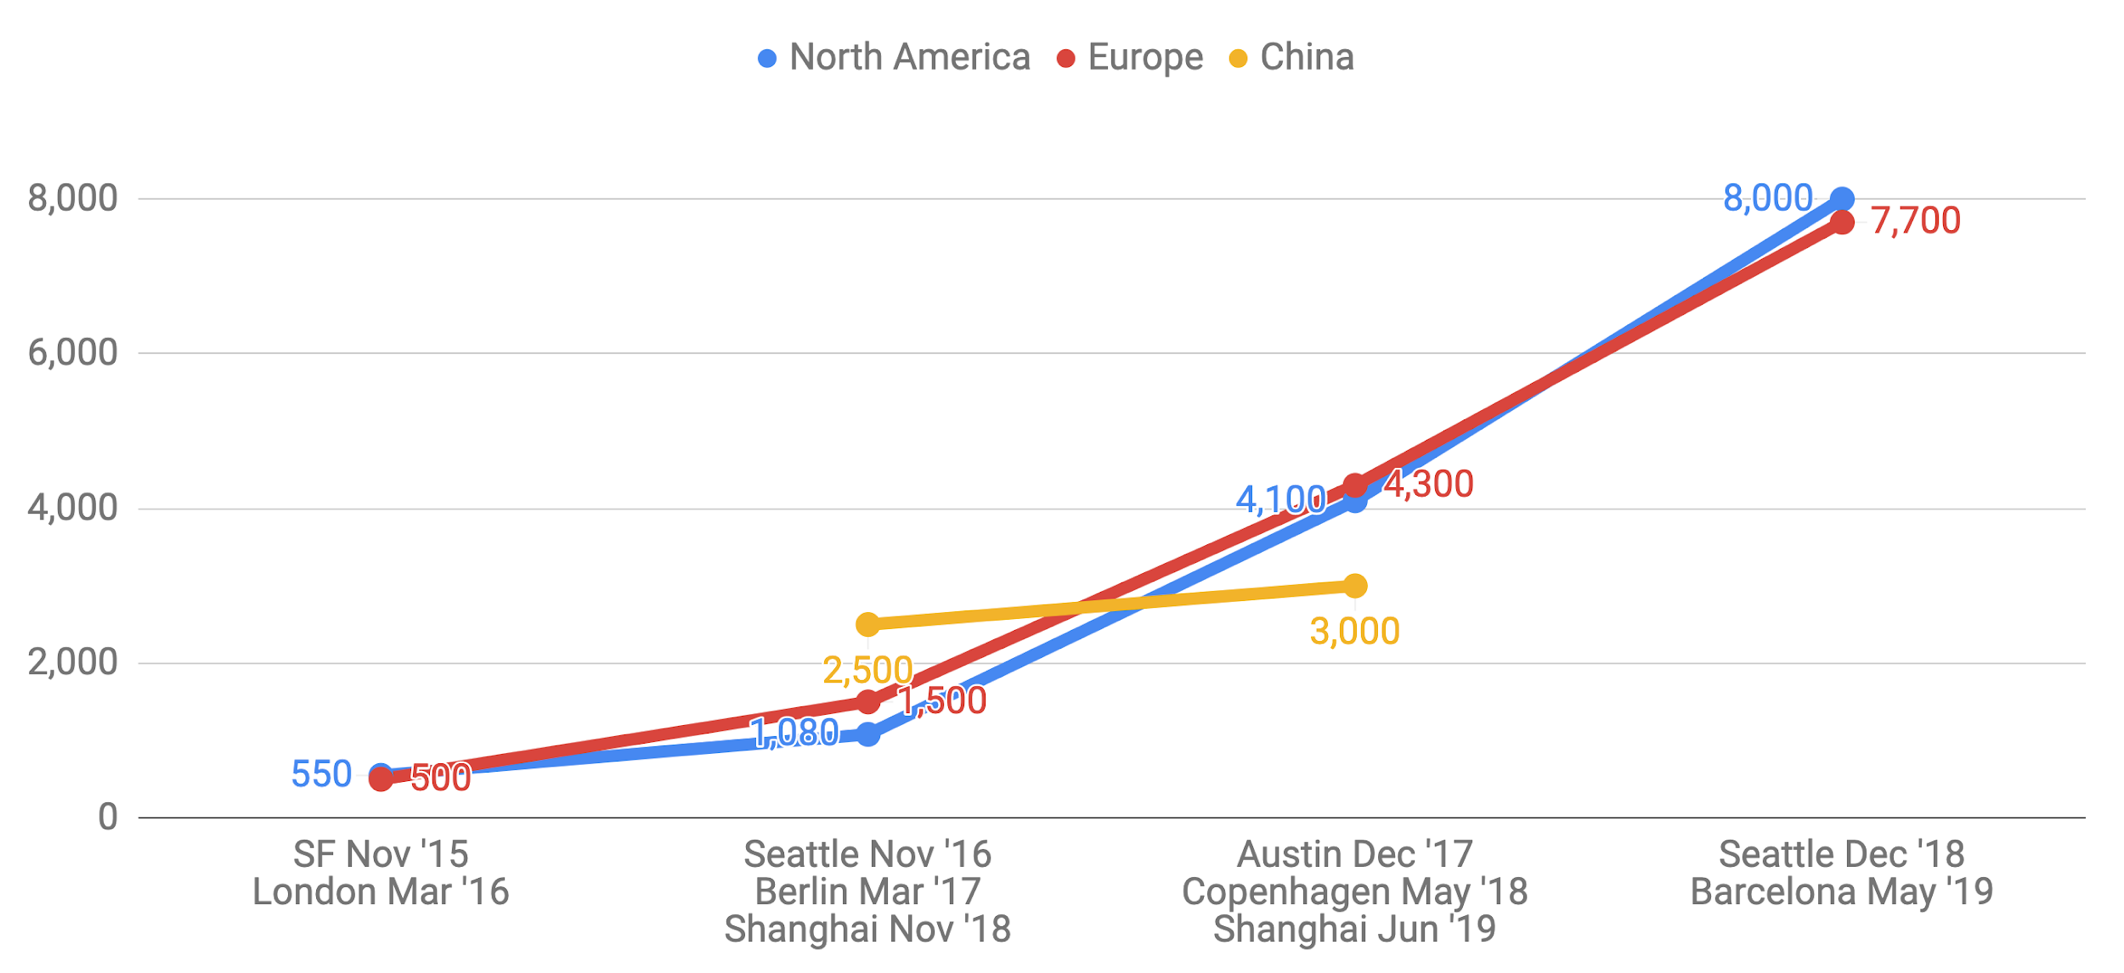 North America Europe China
8,000
6,000
4,000
2,000
0
8,000
7,700
4,100
4,300
3,000
2,500
1,500
1,080
550
500
SF Nov '15
London Mar '16
Seattle Nov '16
Berlin Mar '17
Shanghai Nov '18
Austin Dec '17
Copenhagen May '18
Shanghai Jun '19
Seattle Dec '18
Barcelona May '19